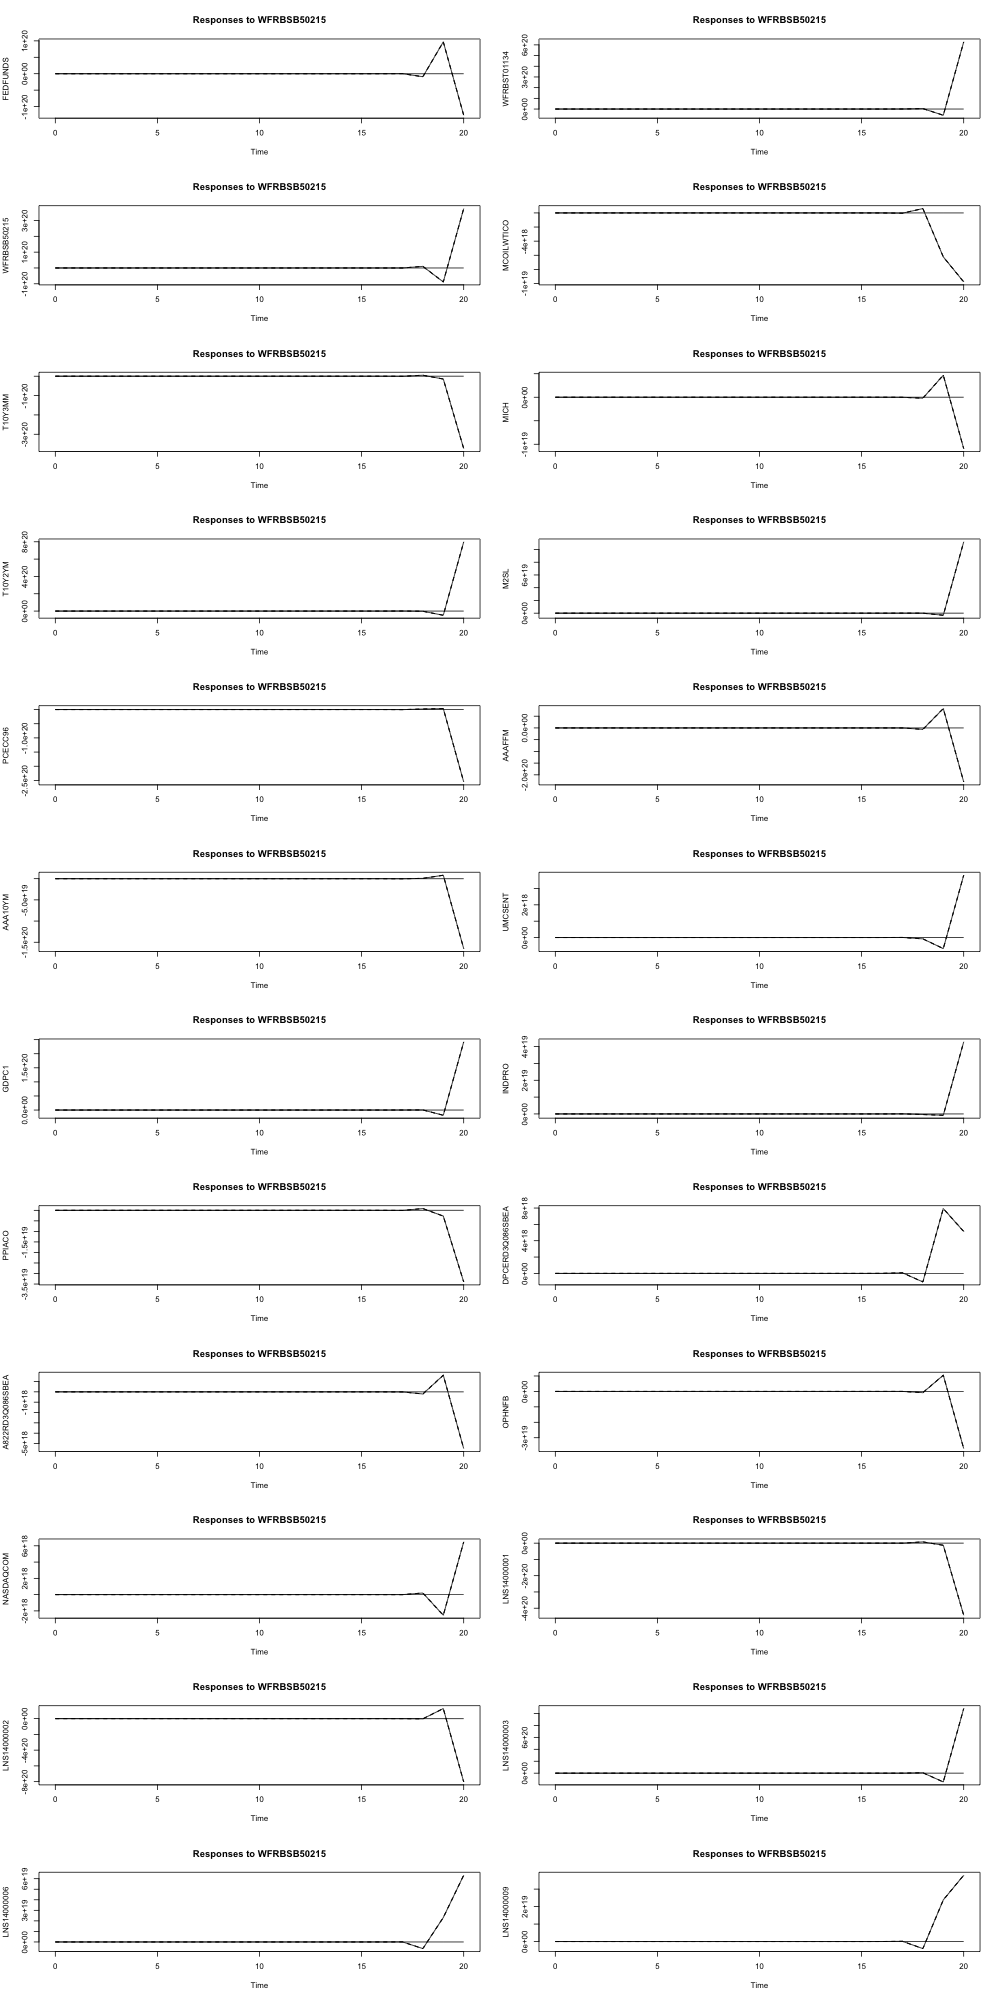 Responses to WFRBSB50215
FEDFUNDS
1e+20
0e+00
-1e+20
0 5 10 15 20
Time
Responses to WFRBSB50215
WFRBST01134
6e+20
3e+20
0e+00
0 5 10 15 20
Time
Responses to WFRBSB50215
WFRBSB50215
3e+20
1e+20
-1e+20
0 5 10 15 20
Time
Responses to WFRBSB50215
MCOILWTICO
-4e+18
-1e+19
0 5 10 15 20
Time
Responses to WFRBSB50215
T10Y3MM
-1e+20
-3e+20
0 5 10 15 20
Time
Responses to WFRBSB50215
MICH
0e+00
-1e+19
0 5 10 15 20
Time
Responses to WFRBSB50215
T10Y2YM
8e+20
4e+20
0e+00
0 5 10 15 20
Time
Responses to WFRBSB50215
M2SL
6e+19
0e+00
0 5 10 15 20
Time
Responses to WFRBSB50215
PCECC96
-1.0e+20
-2.5e+20
0 5 10 15 20
Time
Responses to WFRBSB50215
AAAFFM
0.0e+00
-2.0e+20
0 5 10 15 20
Time
Responses to WFRBSB50215
AAA10YM
-5.0e+19
-1.5e+20
0 5 10 15 20
Time
Responses to WFRBSB50215
UMCSENT
2e+18
0e+00
0 5 10 15 20
Time
Responses to WFRBSB50215
GDPC1
1.5e+20
0.0e+00
0 5 10 15 20
Time
Responses to WFRBSB50215
INDPRO
4e+19
2e+19
0e+00
0 5 10 15 20
Time
Responses to WFRBSB50215
PPIACO
-1.5e+19
-3.5e+19
0 5 10 15 20
Time
Responses to WFRBSB50215
DPCERD3Q086SBEA
8e+18
4e+18
0e+00
0 5 10 15 20
Time
Responses to WFRBSB50215
A822RD3Q086SBEA
-1e+18
-5e+18
0 5 10 15 20
Time
Responses to WFRBSB50215
OPHNFB
0e+00
-3e+19
0 5 10 15 20
Time
Responses to WFRBSB50215
NASDAQCOM
6e+18
2e+18
-2e+18
0 5 10 15 20
Time
Responses to WFRBSB50215
LNS14000001
0e+00
-2e+20
-4e+20
0 5 10 15 20
Time
Responses to WFRBSB50215
LNS14000002
0e+00
-4e+20
-8e+20
0 5 10 15 20
Time
Responses to WFRBSB50215
LNS14000003
6e+20
0e+00
0 5 10 15 20
Time
Responses to WFRBSB50215
LNS14000006
6e+19
3e+19
0e+00
0 5 10 15 20
Time
Responses to WFRBSB50215
LNS14000009
2e+19
0e+00
0 5 10 15 20
Time